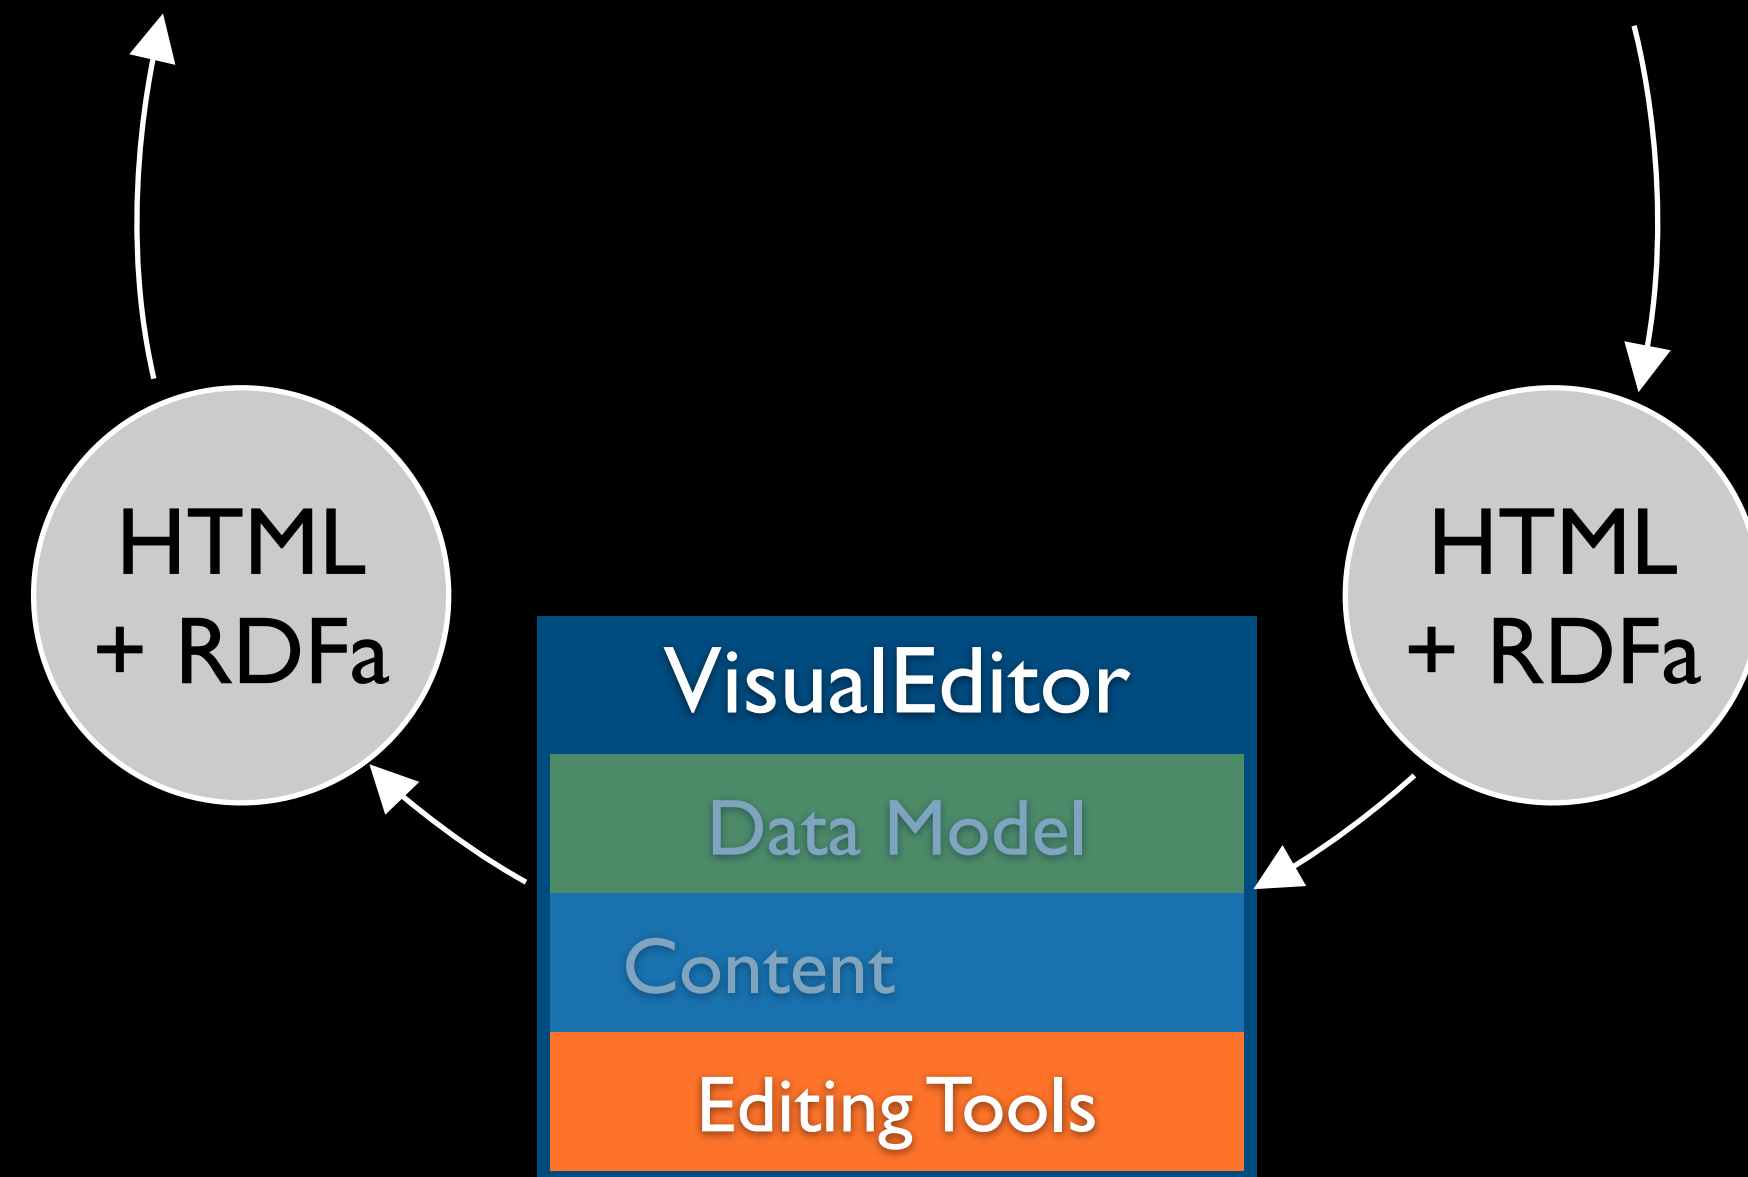 HTML
+ RDFa
HTML
+ RDFa
VisualEditor
Data Model
Content
Editing Tools